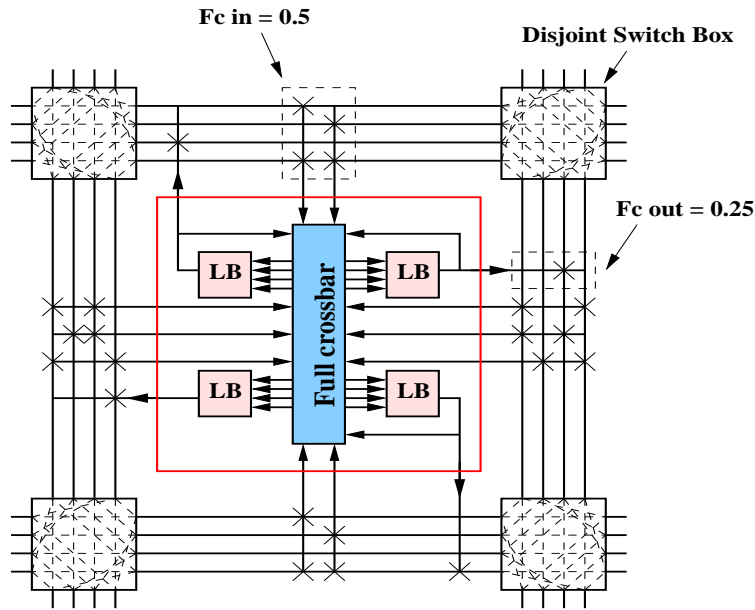 Fc in = 0.5
Disjoint Switch Box
Fc out = 0.25
LB
LB
Full crossbar
LB
LB